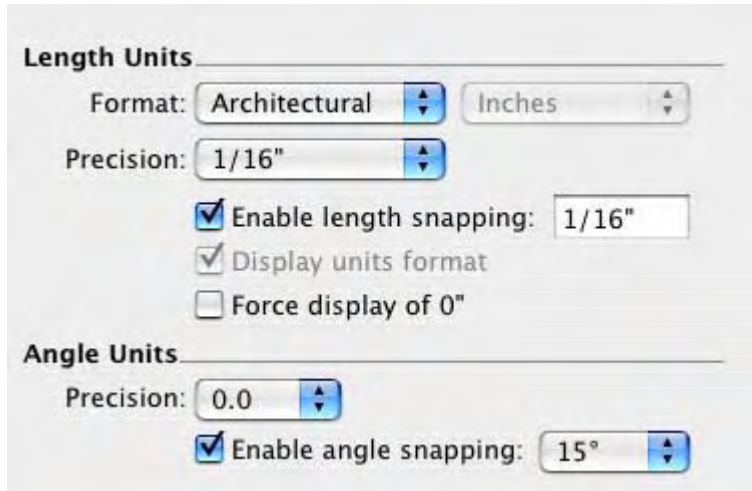 Length Units
Format: Architectural Inches
Precision: 1/16"
Enable length snapping: 1/16"
Display units format
Force display of 0"
Angle Units
Precision: 0.0
Enable angle snapping: 15°